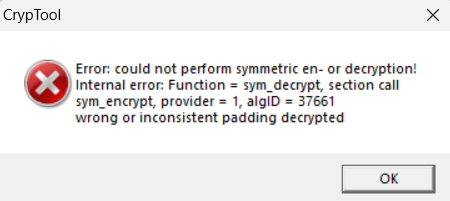 CrypTool
Error: could not perform symmetric en- or decryption!
Internal error: Function = sym_decrypt, section call
sym_encrypt, provider = 1, algID = 37661
wrong or inconsistent padding decrypted
OK